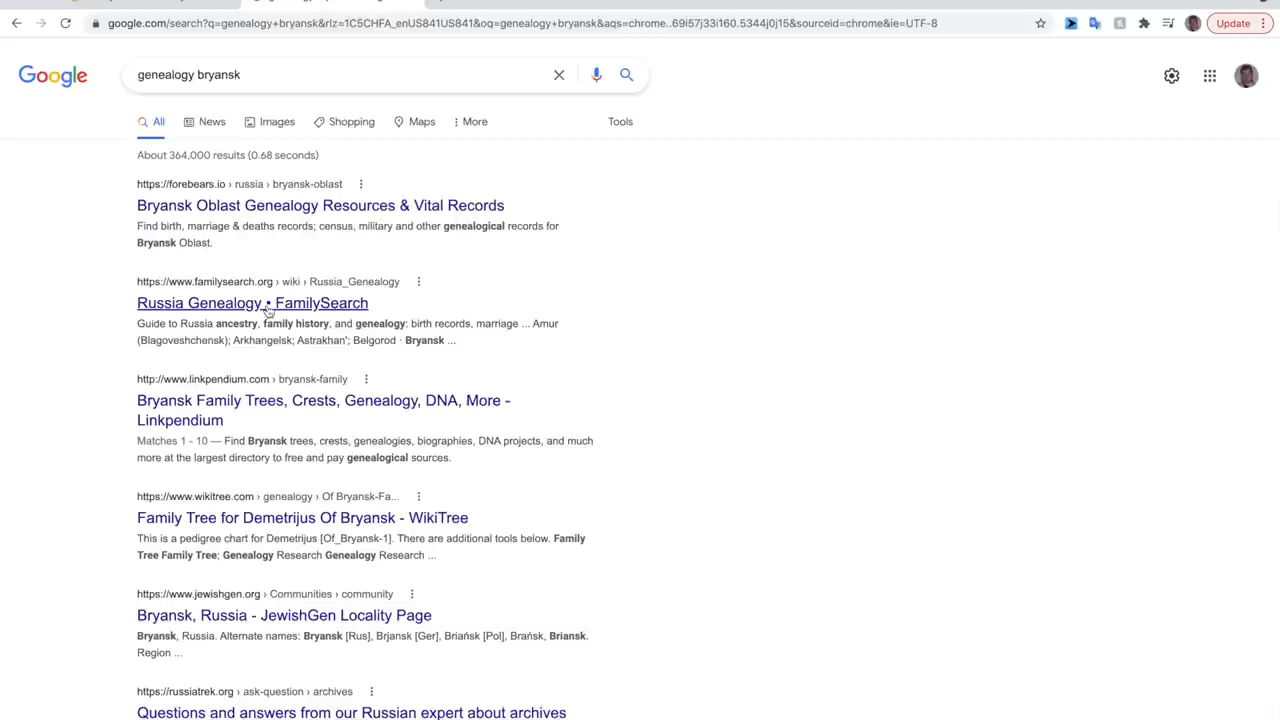 google.com/search?q=genealogy+bryansk&rlz=1C5CHFA_enUS841US841&oq=genealogy+bryansk&aqs=chrome..69i57j33i160.5344j0j15&sourceid=chrome&ie=UTF-8
Update
Google
genealogy bryansk
All News Images Shopping Maps More Tools
About 364,000 results (0.68 seconds)
https://forebears.io › russia › bryansk-oblast
Bryansk Oblast Genealogy Resources & Vital Records
Find birth, marriage & deaths records; census, military and other genealogical records for
Bryansk Oblast.
https://www.familysearch.org › wiki › Russia_Genealogy
Russia Genealogy • FamilySearch
Guide to Russia ancestry, family history, and genealogy: birth records, marriage ... Amur
(Blagoveshchensk); Arkhangelsk; Astrakhan'; Belgorod · Bryansk ...
http://www.linkpendium.com › bryansk-family
Bryansk Family Trees, Crests, Genealogy, DNA, More -
Linkpendium
Matches 1 - 10 — Find Bryansk trees, crests, genealogies, biographies, DNA projects, and much
more at the largest directory to free and pay genealogical sources.
https://www.wikitree.com › genealogy › Of Bryansk-Fa...
Family Tree for Demetrijus Of Bryansk - WikiTree
This is a pedigree chart for Demetrijus [Of_Bryansk-1]. There are additional tools below. Family
Tree Family Tree; Genealogy Research Genealogy Research ...
https://www.jewishgen.org › Communities › community
Bryansk, Russia - JewishGen Locality Page
Bryansk, Russia. Alternate names: Bryansk [Rus], Brjansk [Ger], Briańsk [Pol], Brańsk, Briansk.
Region ...
https://russiatrek.org › ask-question › archives
Questions and answers from our Russian expert about archives